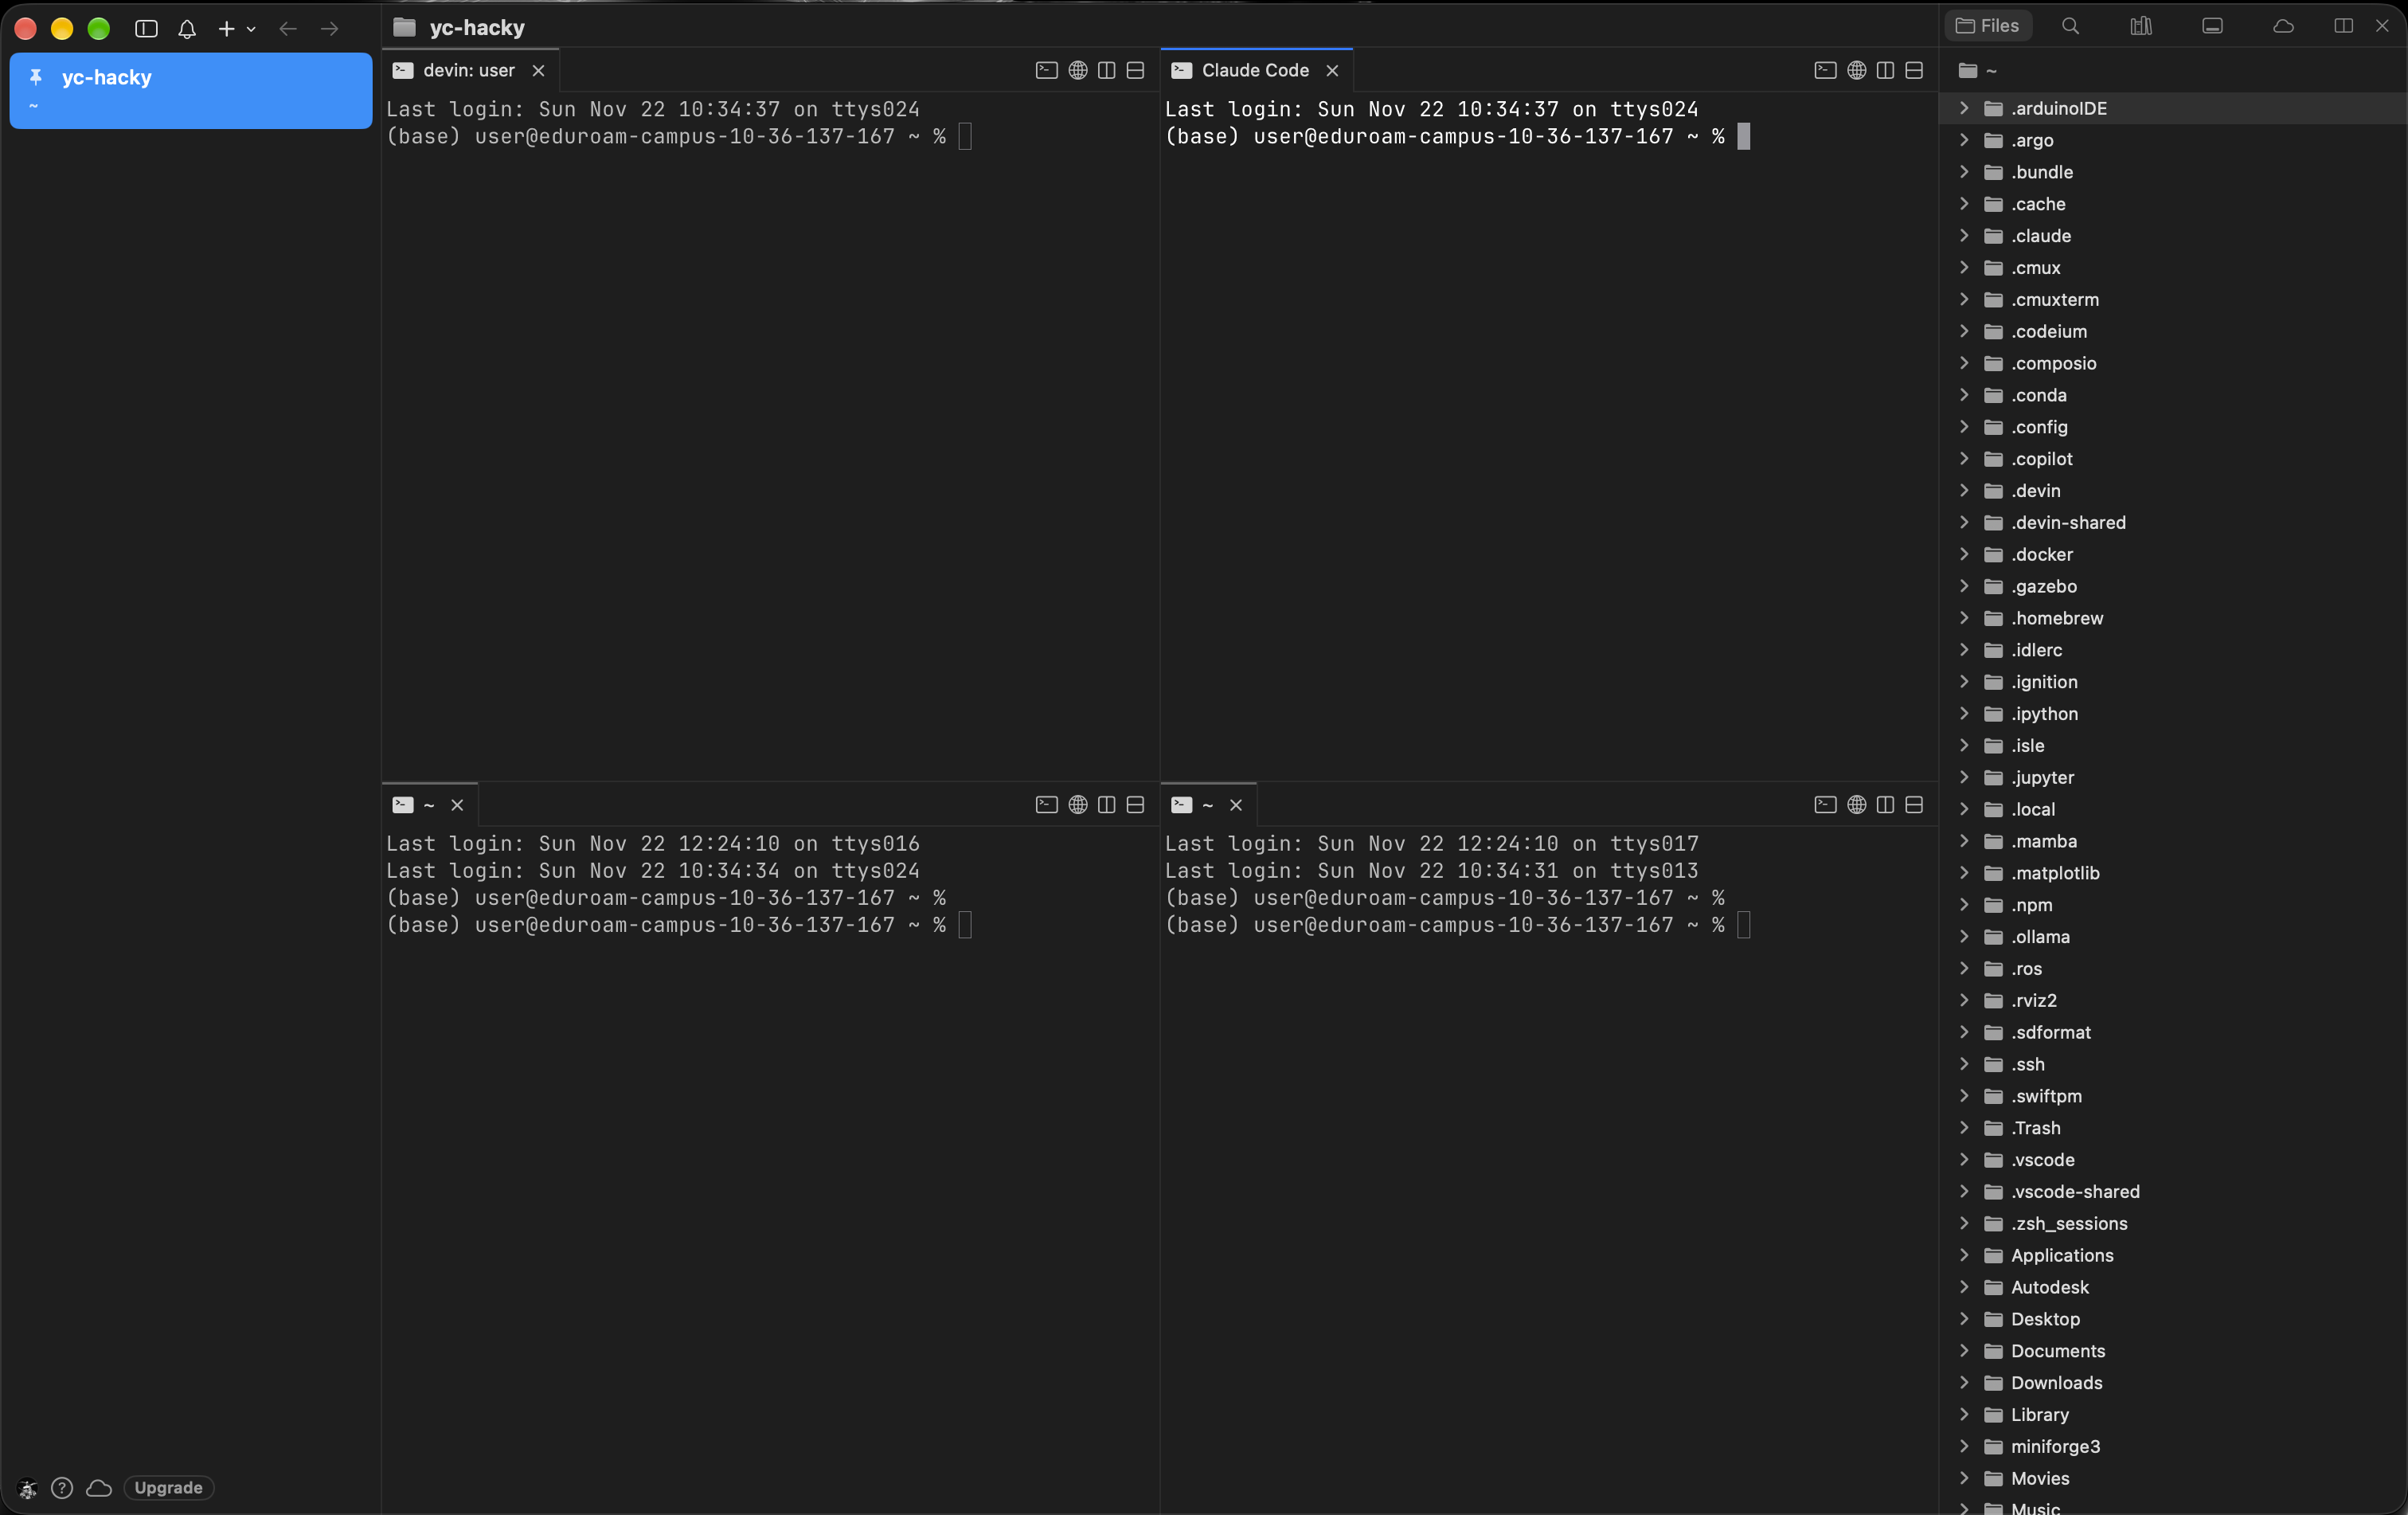 yc-hacky
~
Upgrade
yc-hacky
devin: user
Last login: Sun Nov 22 10:34:37 on ttys024
(base) user@eduroam-campus-10-36-137-167 ~ %
Claude Code
Last login: Sun Nov 22 10:34:37 on ttys024
(base) user@eduroam-campus-10-36-137-167 ~ %
~
Last login: Sun Nov 22 12:24:10 on ttys016
Last login: Sun Nov 22 10:34:34 on ttys024
(base) user@eduroam-campus-10-36-137-167 ~ %
(base) user@eduroam-campus-10-36-137-167 ~ %
~
Last login: Sun Nov 22 12:24:10 on ttys017
Last login: Sun Nov 22 10:34:31 on ttys013
(base) user@eduroam-campus-10-36-137-167 ~ %
(base) user@eduroam-campus-10-36-137-167 ~ %
Files
~
.arduinoIDE
.argo
.bundle
.cache
.claude
.cmux
.cmuxterm
.codeium
.composio
.conda
.config
.copilot
.devin
.devin-shared
.docker
.gazebo
.homebrew
.idlerc
.ignition
.ipython
.isle
.jupyter
.local
.mamba
.matplotlib
.npm
.ollama
.ros
.rviz2
.sdformat
.ssh
.swiftpm
.Trash
.vscode
.vscode-shared
.zsh_sessions
Applications
Autodesk
Desktop
Documents
Downloads
Library
miniforge3
Movies
Music